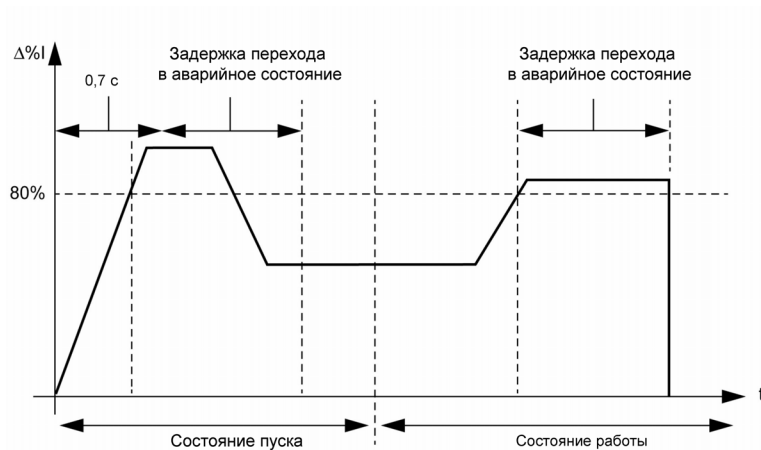 Δ%I
0,7 с
Задержка перехода
в аварийное состояние
Задержка перехода
в аварийное состояние
80%
t
Состояние пуска
Состояние работы